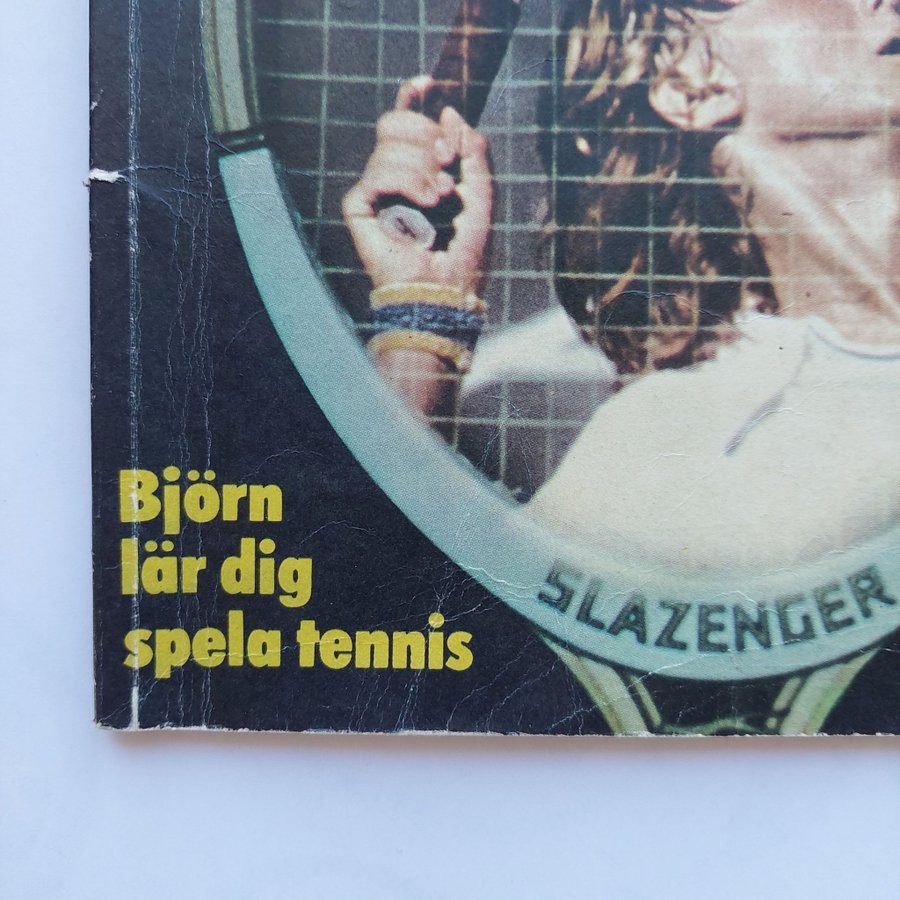 Björn
lär dig
spela tennis
SLAZENGER